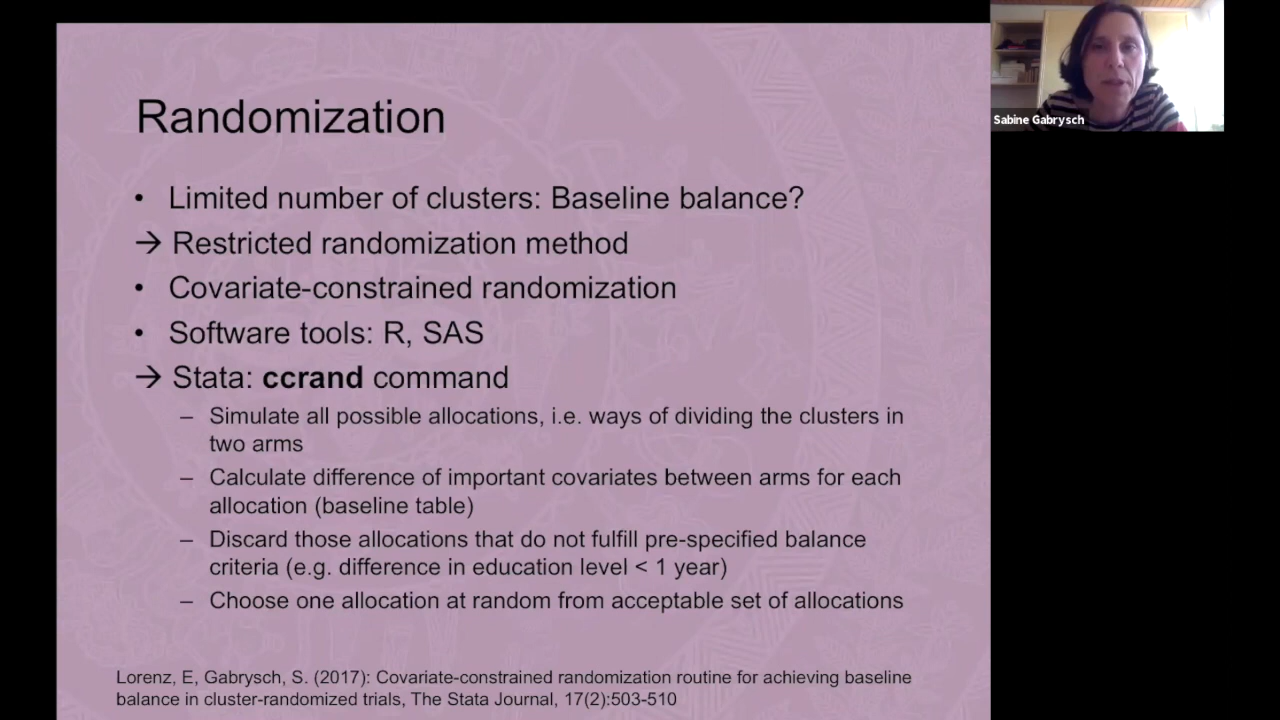 Randomization
• Limited number of clusters: Baseline balance?
→ Restricted randomization method
• Covariate-constrained randomization
• Software tools: R, SAS
→ Stata: ccrand command
– Simulate all possible allocations, i.e. ways of dividing the clusters in
two arms
– Calculate difference of important covariates between arms for each
allocation (baseline table)
– Discard those allocations that do not fulfill pre-specified balance
criteria (e.g. difference in education level < 1 year)
– Choose one allocation at random from acceptable set of allocations
Lorenz, E, Gabrysch, S. (2017): Covariate-constrained randomization routine for achieving baseline
balance in cluster-randomized trials, The Stata Journal, 17(2):503-510
Sabine Gabrysch